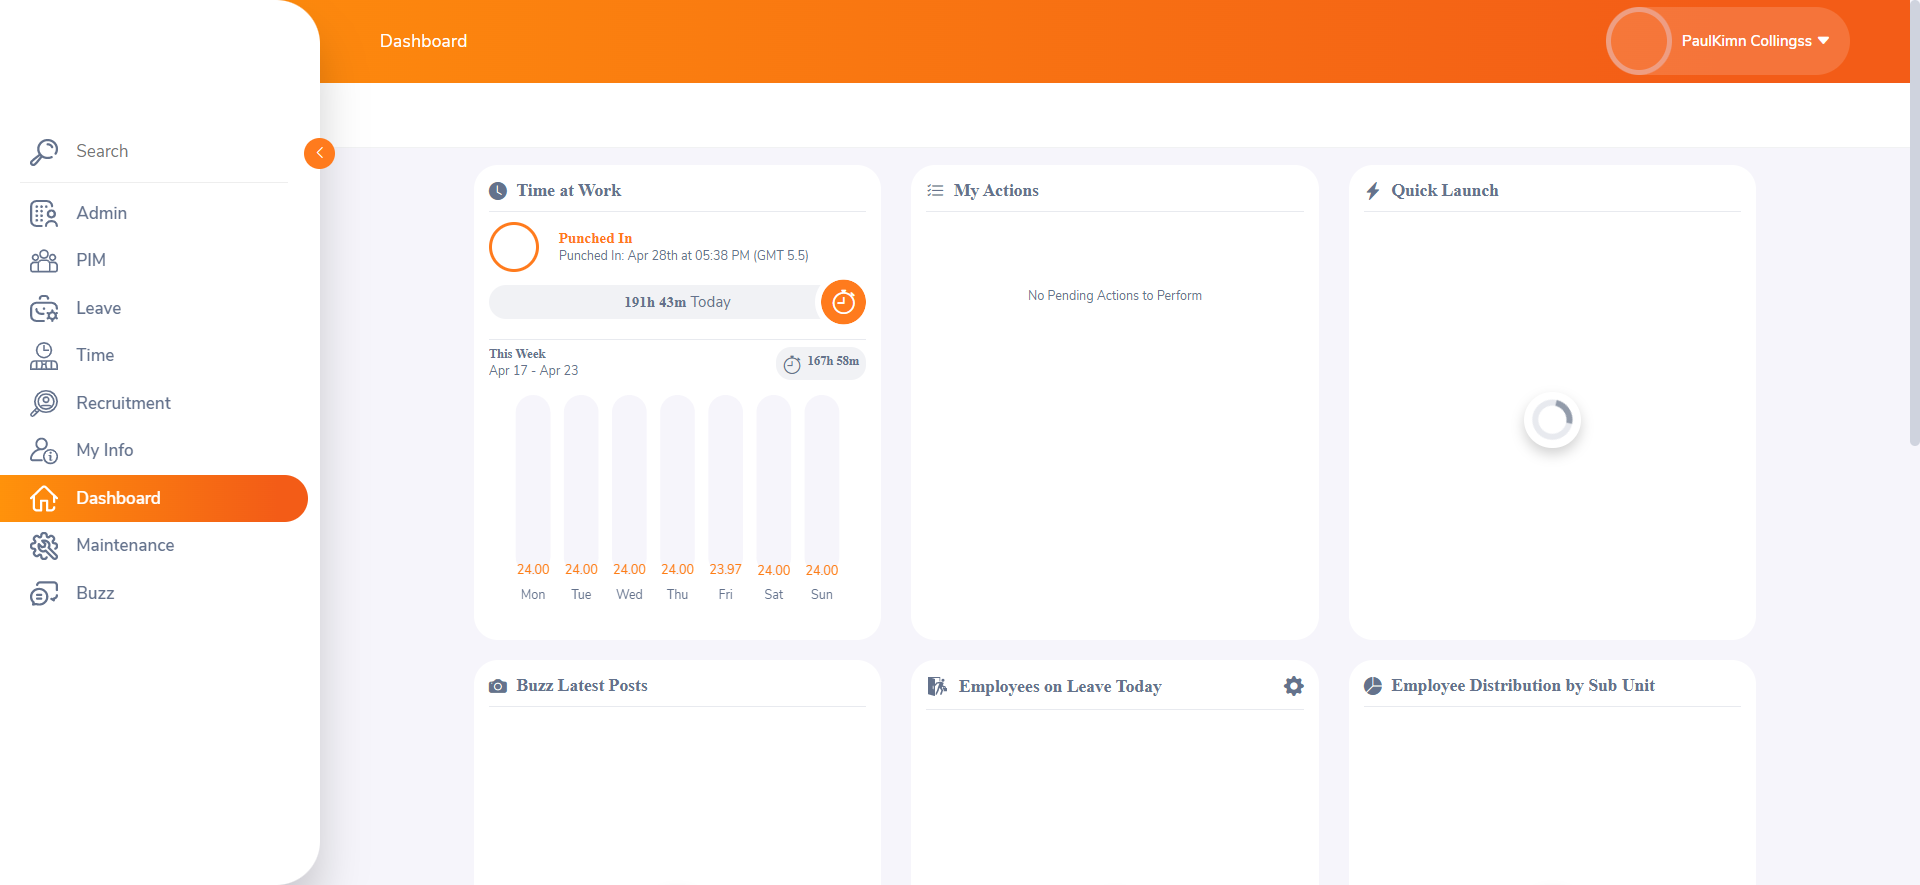 Dashboard
PaulKimn Collingss
Search
Admin
PIM
Leave
Time
Recruitment
My Info
Dashboard
Maintenance
Buzz
Time at Work
Punched In
Punched In: Apr 28th at 05:38 PM (GMT 5.5)
191h 43m Today
This Week
Apr 17 - Apr 23
167h 58m
24.00 24.00 24.00 24.00 23.97 24.00 24.00
Mon Tue Wed Thu Fri Sat Sun
My Actions
No Pending Actions to Perform
Quick Launch
Buzz Latest Posts
Employees on Leave Today
Employee Distribution by Sub Unit